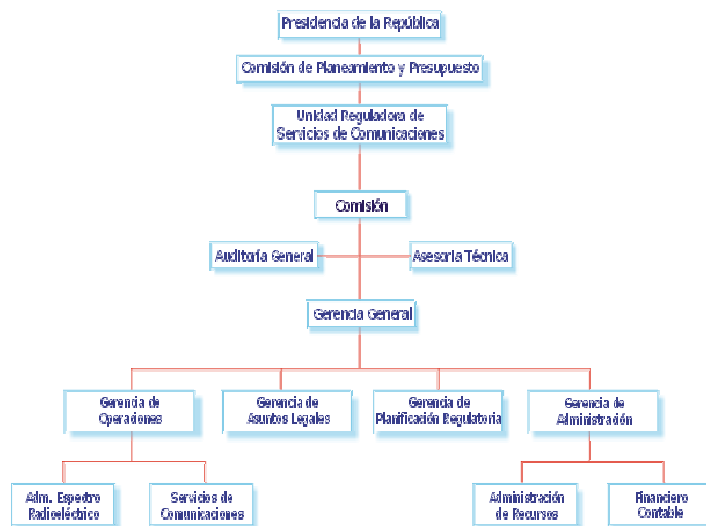 Presidencia de la República
Comisión de Planeamiento y Presupuesto
Unidad Reguladora de
Servicios de Comunicaciones
Comisión
Auditoría General
Asesoría Técnica
Gerencia General
Gerencia de
Operaciones
Gerencia de
Asuntos Legales
Gerencia de
Planificación Regulatoria
Gerencia de
Administración
Adm. Espectro
Radioeléctrico
Servicios de
Comunicaciones
Administración
de Recursos
Financiero
Contable